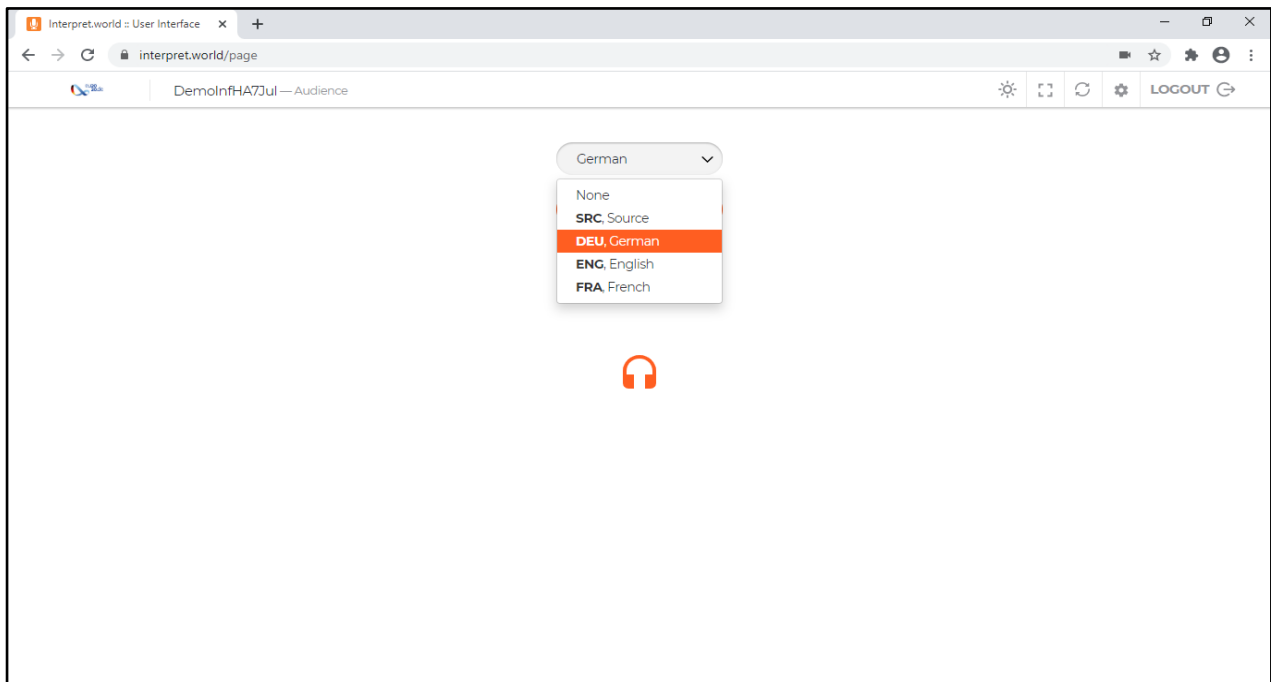 Interpret.world :: User Interface
interpret.world/page
DemoInfHA7Jul — Audience
LOGOUT
German
None
SRC, Source
DEU, German
ENG, English
FRA, French